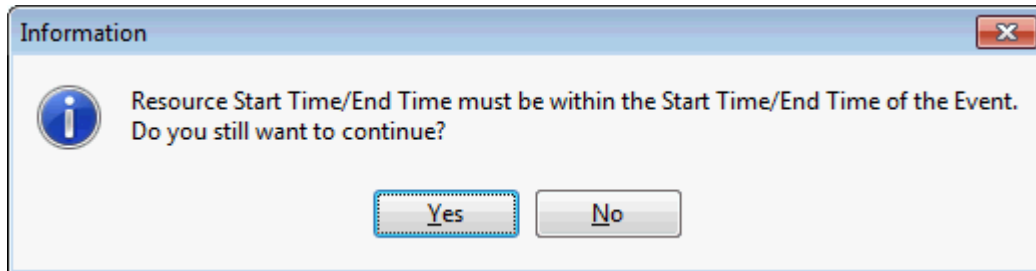 Information
Resource Start Time/End Time must be within the Start Time/End Time of the Event.
Do you still want to continue?
Yes No